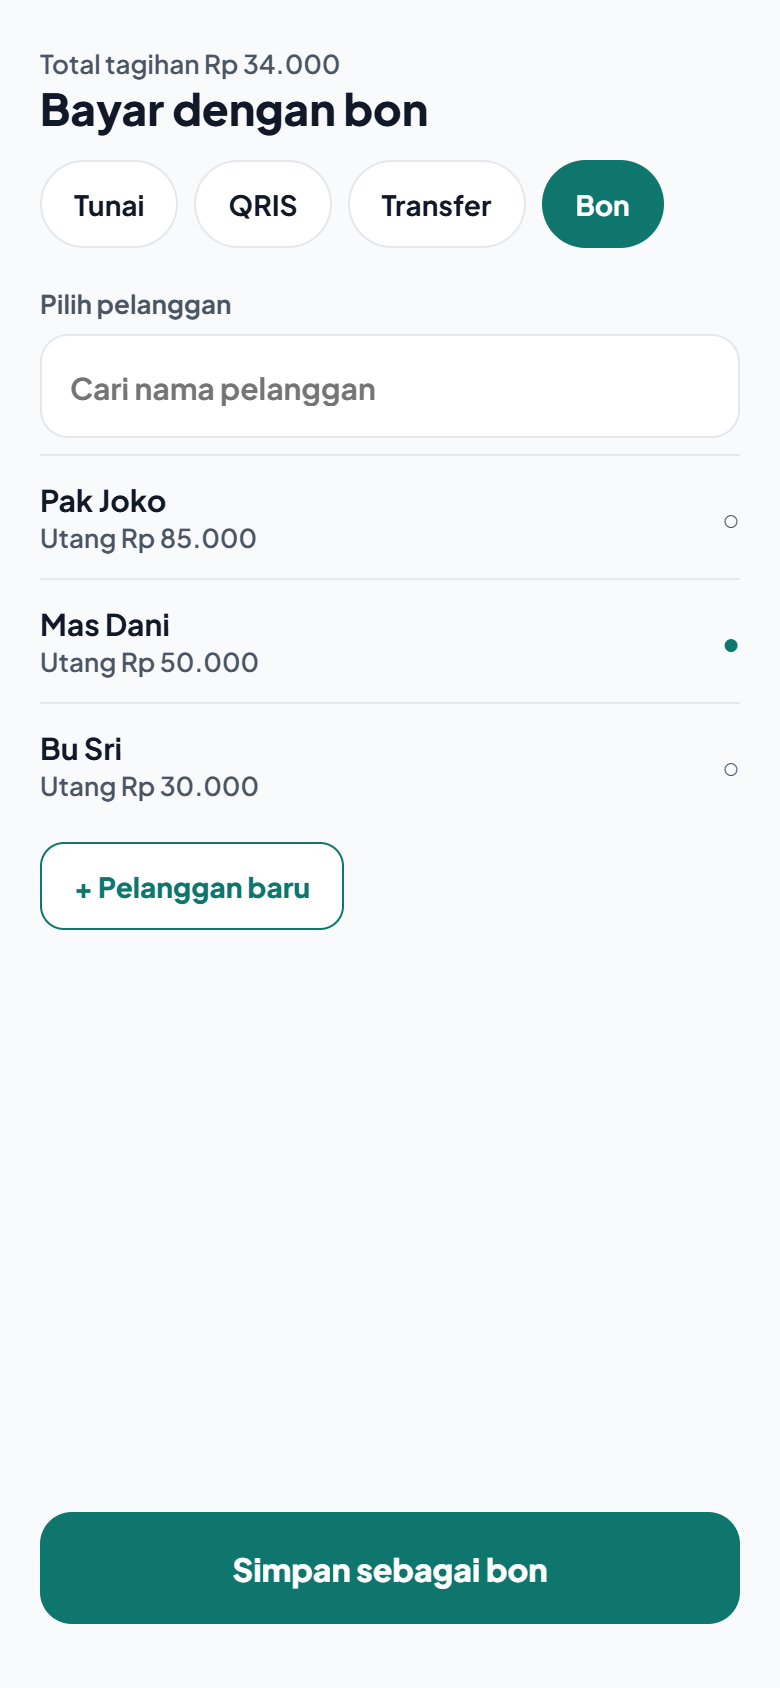 Total tagihan Rp 34.000
Bayar dengan bon
Tunai
QRIS
Transfer
Bon
Pilih pelanggan
Cari nama pelanggan
Pak Joko
Utang Rp 85.000
Mas Dani
Utang Rp 50.000
Bu Sri
Utang Rp 30.000
+ Pelanggan baru
Simpan sebagai bon